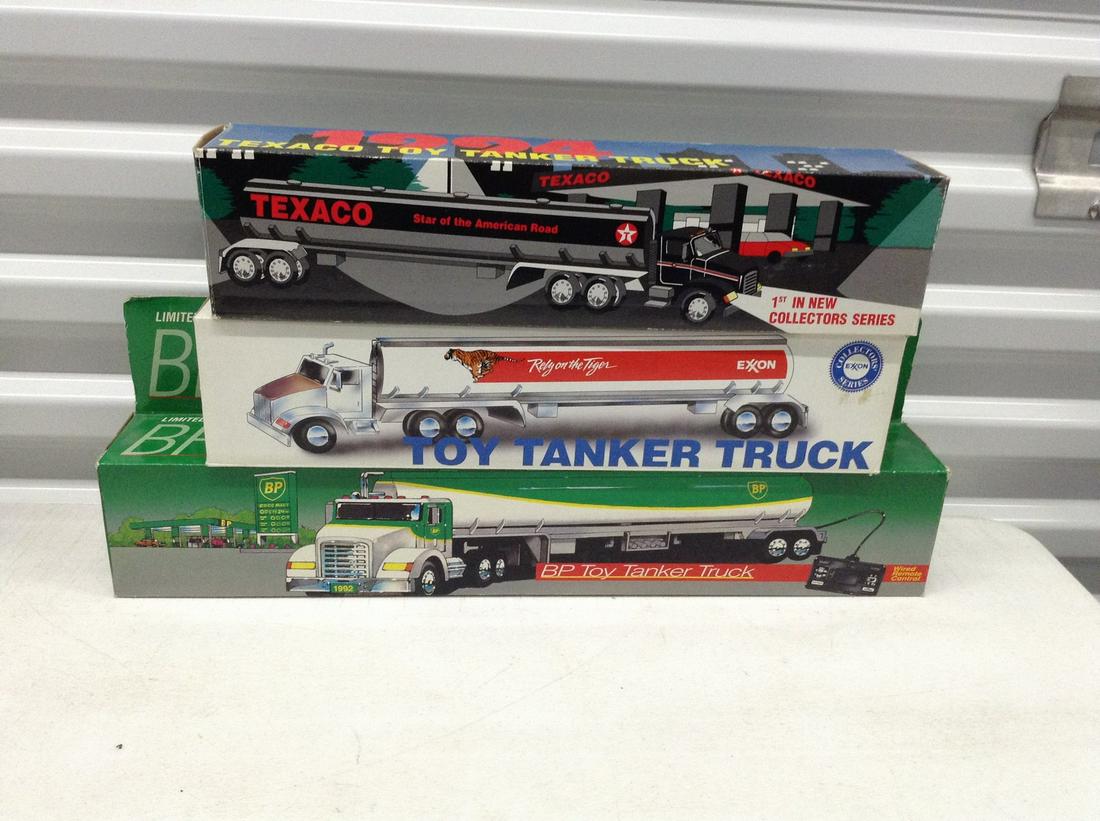 1994
TEXACO TOY TANKER TRUCK
TEXACO
TEXACO
TEXACO
Star of the American Road
1ST IN NEW
COLLECTORS SERIES
LIMITE
B
Rely on the Tiger
EXXON
COLLECTORS
EXXON
SERIES
TOY TANKER TRUCK
LIMITED
BP
BP
BP
BP Toy Tanker Truck
Wired
Remote
Control
1992